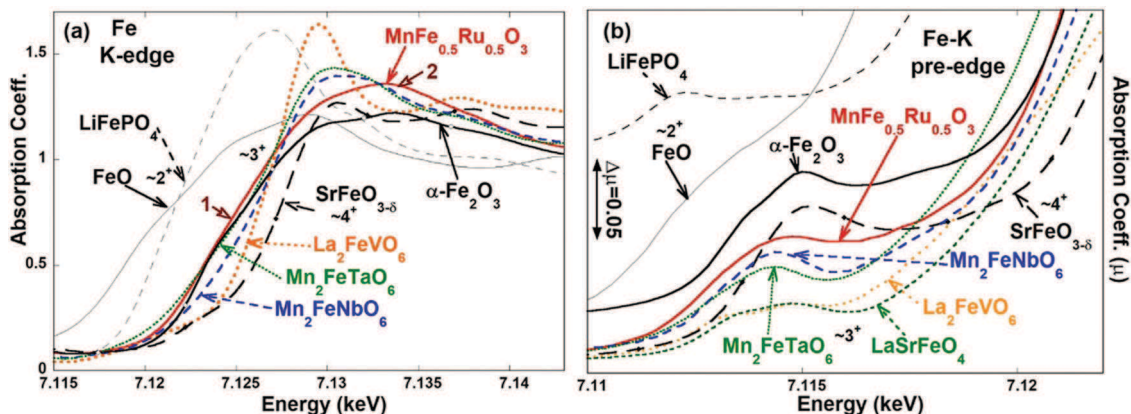 (a)
Fe
K-edge
LiFePO4
FeO ~2+
~3+
MnFe0.5Ru0.5O3
2
1
SrFeO3-δ
~4+
α-Fe2O3
La2FeVO6
Mn2FeTaO6
Mn2FeNbO6
Absorption Coeff.
0
0.5
1
1.5
7.115
7.12
7.125
7.13
7.135
7.14
Energy (keV)
(b)
Fe-K
pre-edge
LiFePO4
~2+
FeO
MnFe0.5Ru0.5O3
α-Fe2O3
Δμ=0.05
~4+
SrFeO3-δ
Mn2FeNbO6
La2FeVO6
Mn2FeTaO6
~3+
LaSrFeO4
Absorption Coeff. (μ)
7.11
7.115
7.12
Energy (keV)